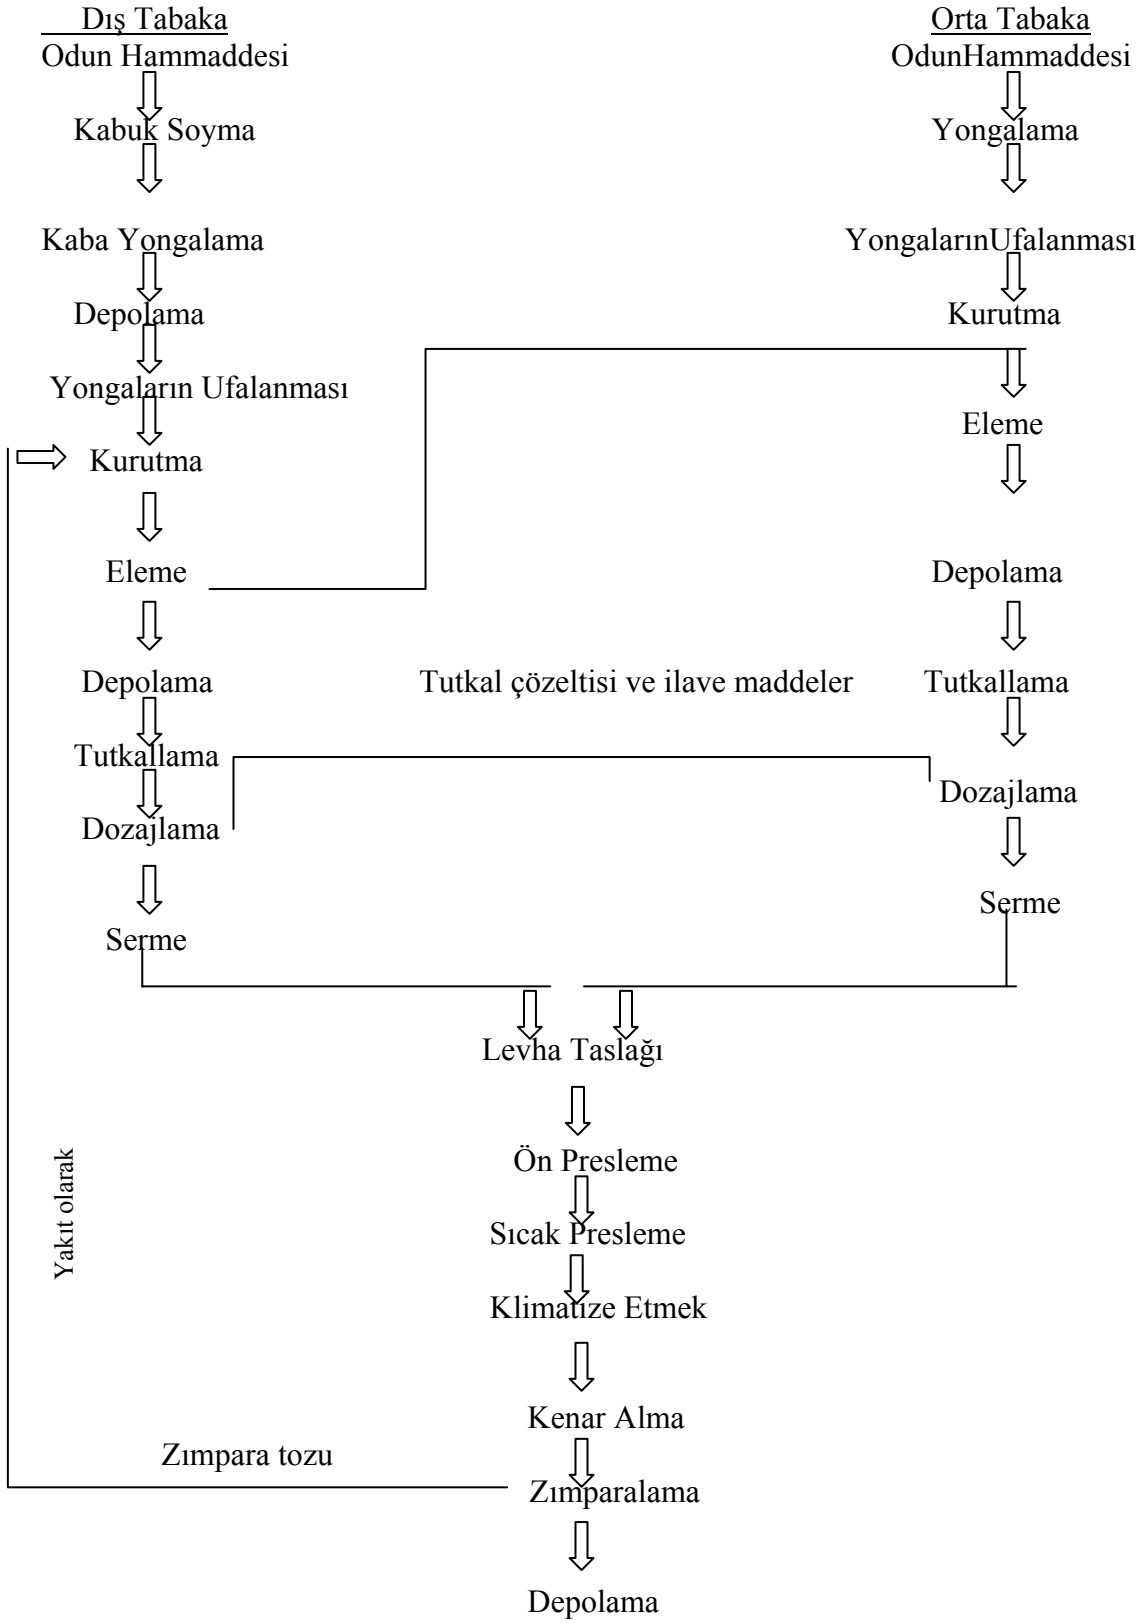 Dış Tabaka
Odun Hammaddesi
Kabuk Soyma
Kaba Yongalama
Depolama
Yongaların Ufalanması
Kurutma
Eleme
Depolama
Tutkallama
Dozajlama
Serme
Orta Tabaka
OdunHammaddesi
Yongalama
YongalarınUfalanması
Kurutma
Eleme
Depolama
Tutkallama
Dozajlama
Serme
Tutkal çözeltisi ve ilave maddeler
Levha Taslağı
Ön Presleme
Sıcak Presleme
Klimatize Etmek
Kenar Alma
Zımparalama
Depolama
Zımpara tozu
Yakıt olarak